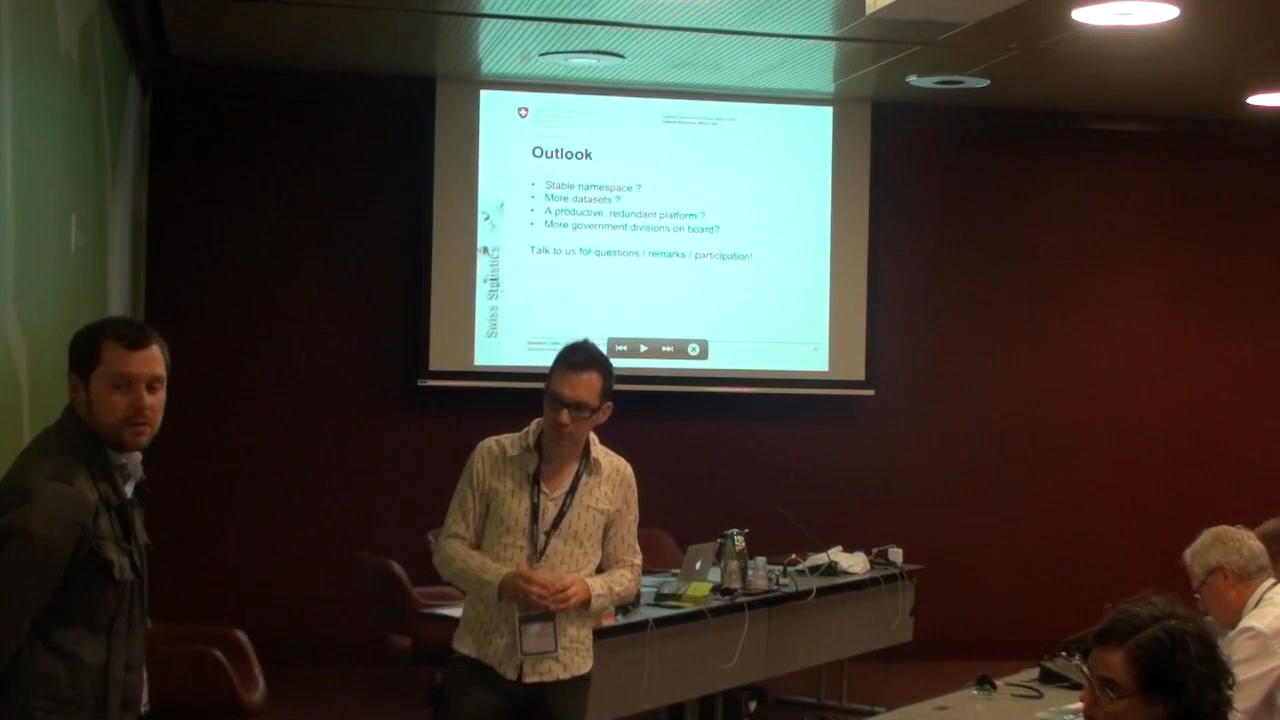 Outlook
• Stable namespace ?
• More datasets ?
• A productive, redundant platform ?
• More government divisions on board?
Talk to us for questions / remarks / participation!
Swiss Statistics